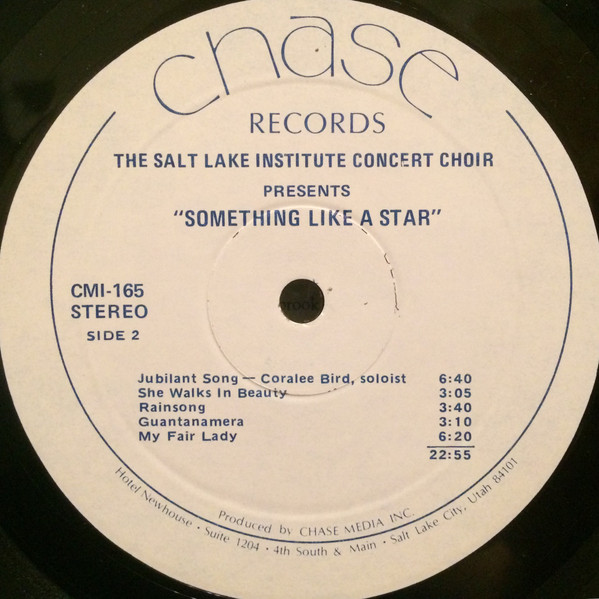 chase
RECORDS
THE SALT LAKE INSTITUTE CONCERT CHOIR
PRESENTS
"SOMETHING LIKE A STAR"
CMI-165
STEREO
SIDE 2
Jubilant Song — Coralee Bird, soloist 6:40
She Walks In Beauty 3:05
Rainsong 3:40
Guantanamera 3:10
My Fair Lady 6:20
22:55
Produced by CHASE MEDIA INC.
Hotel Newhouse · Suite 1204 · 4th South & Main · Salt Lake City, Utah 84101